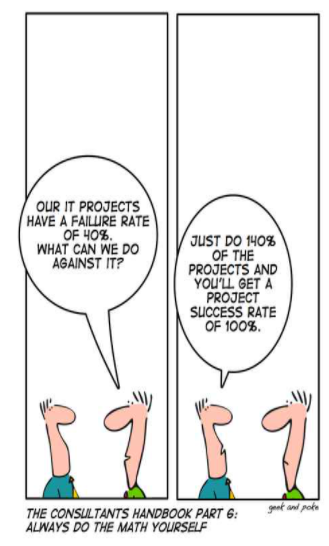 OUR IT PROJECTS
HAVE A FAILURE RATE
OF 40%.
WHAT CAN WE DO
AGAINST IT?
JUST DO 140%
OF THE
PROJECTS AND
YOU'LL GET A
PROJECT
SUCCESS RATE
OF 100%.
geek and poke
THE CONSULTANTS HANDBOOK PART 6:
ALWAYS DO THE MATH YOURSELF